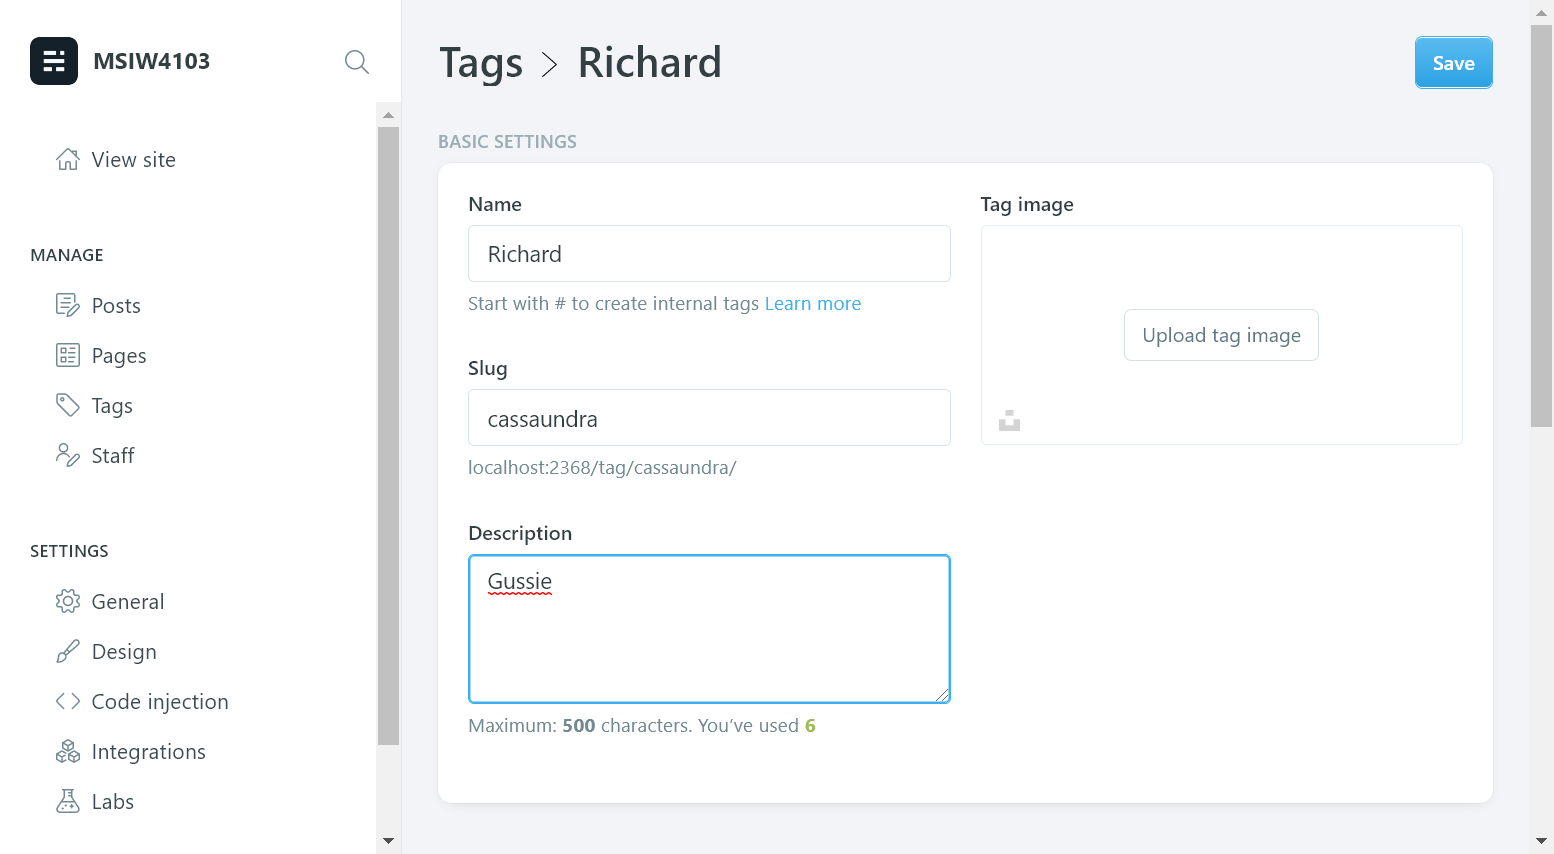 MSIW4103
View site
MANAGE
Posts
Pages
Tags
Staff
SETTINGS
General
Design
Code injection
Integrations
Labs
Tags > Richard
Save
BASIC SETTINGS
Name
Richard
Start with # to create internal tags Learn more
Slug
cassaundra
localhost:2368/tag/cassaundra/
Description
Gussie
Maximum: 500 characters. You’ve used 6
Tag image
Upload tag image